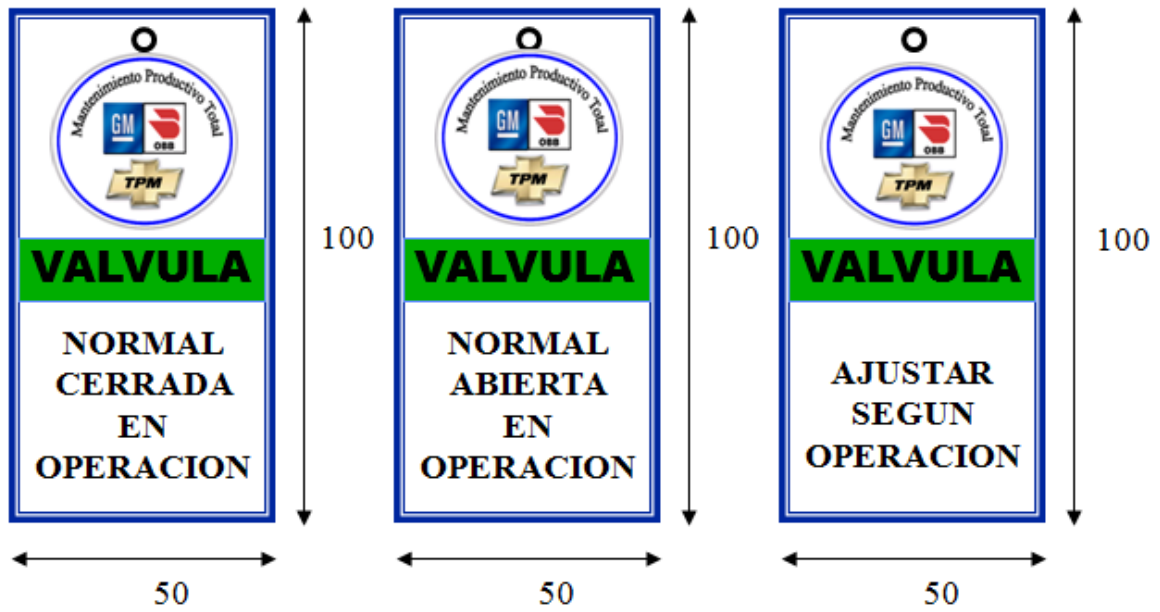 Mantenimiento Productivo Total
GM
OBB
TPM
VALVULA
NORMAL
CERRADA
EN
OPERACION
100
50
Mantenimiento Productivo Total
GM
OBB
TPM
VALVULA
NORMAL
ABIERTA
EN
OPERACION
100
50
Mantenimiento Productivo Total
GM
OBB
TPM
VALVULA
AJUSTAR
SEGUN
OPERACION
100
50